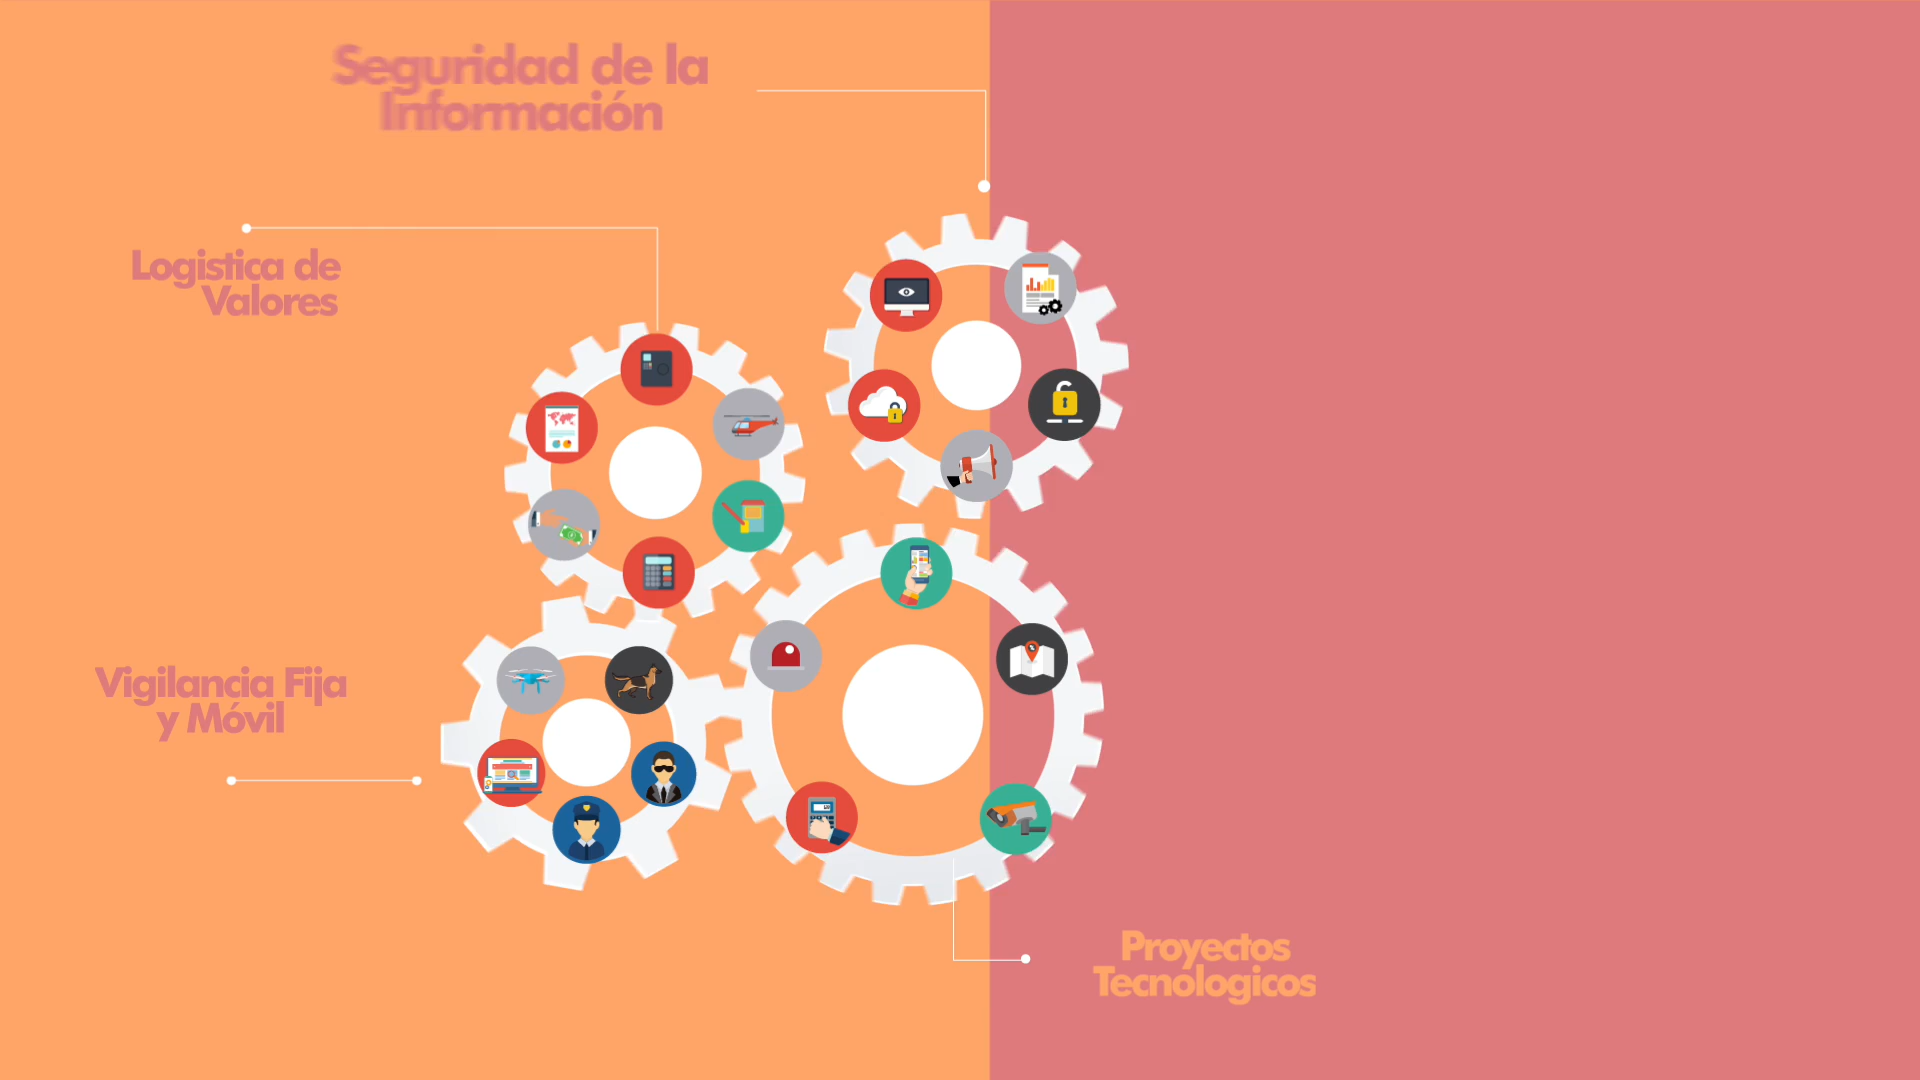 Seguridad de la
Información
Logistica de
Valores
Vigilancia Fija
y Móvil
Proyectos
Tecnologicos